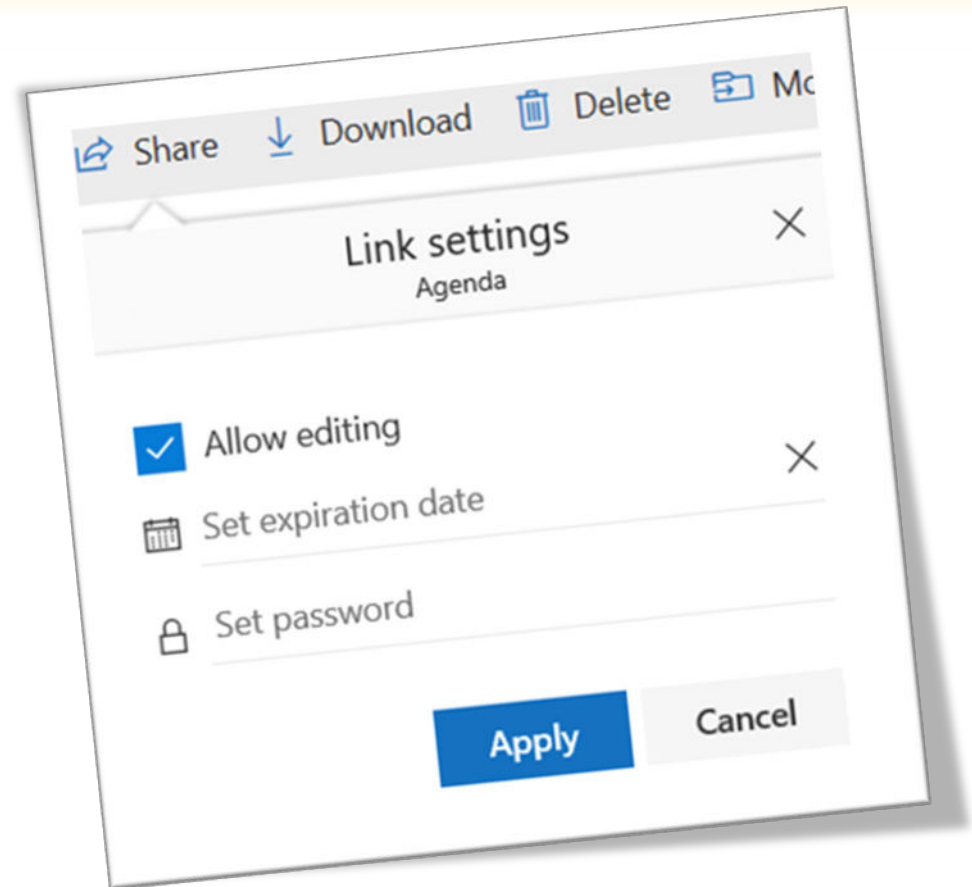 Share Download Delete
Link settings
Agenda
Allow editing
Set expiration date
Set password
Apply Cancel